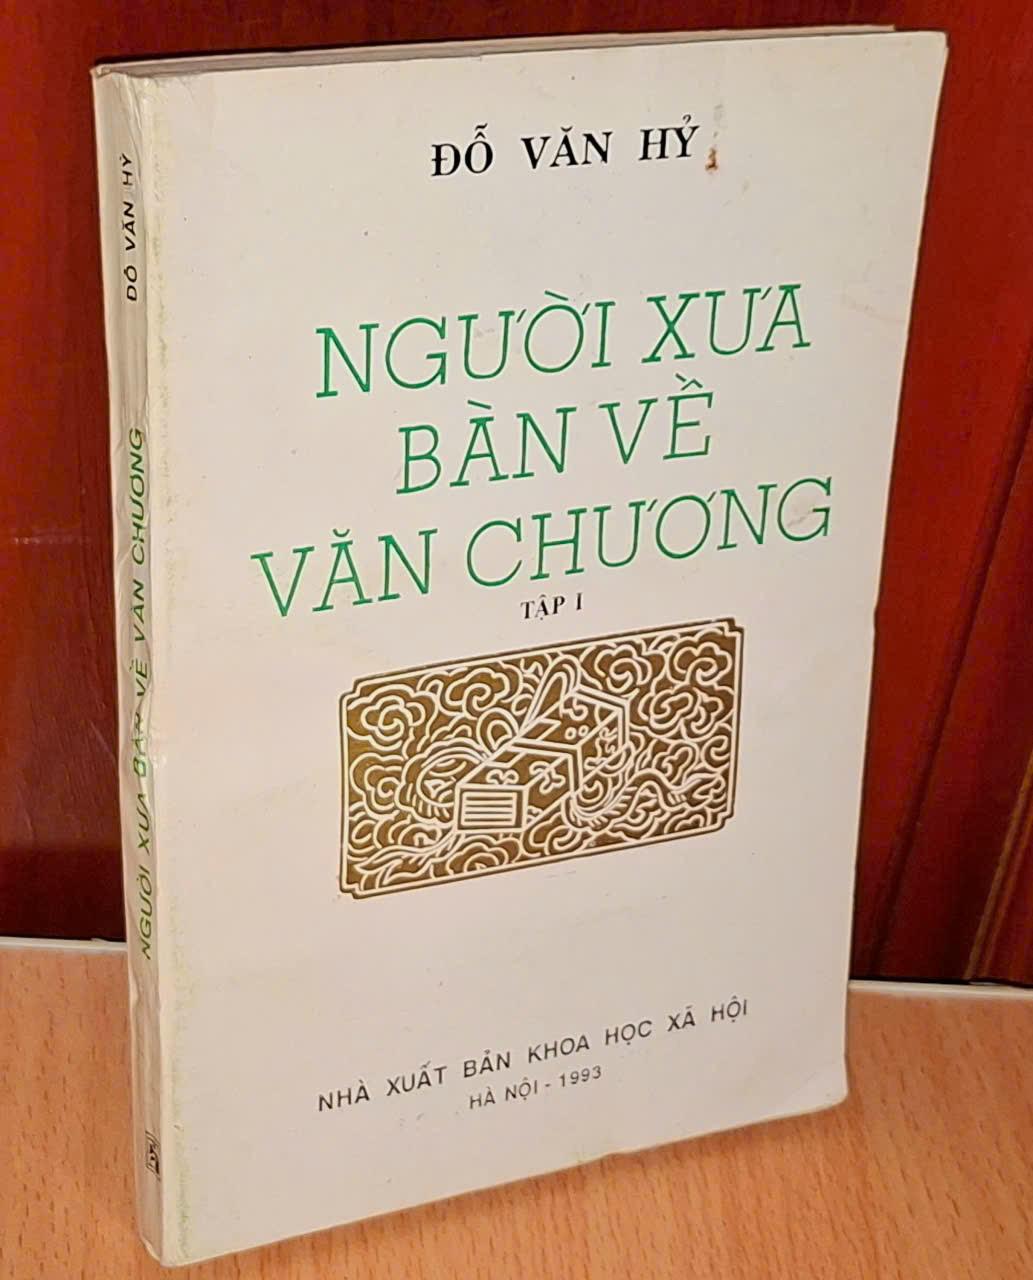 ĐỖ VĂN HỶ
NGƯỜI XƯA
BÀN VỀ
VĂN CHƯƠNG
TẬP I
NHÀ XUẤT BẢN KHOA HỌC XÃ HỘI
HÀ NỘI - 1993
ĐỖ VĂN HỶ
NGƯỜI XƯA BÀN VỀ VĂN CHƯƠNG